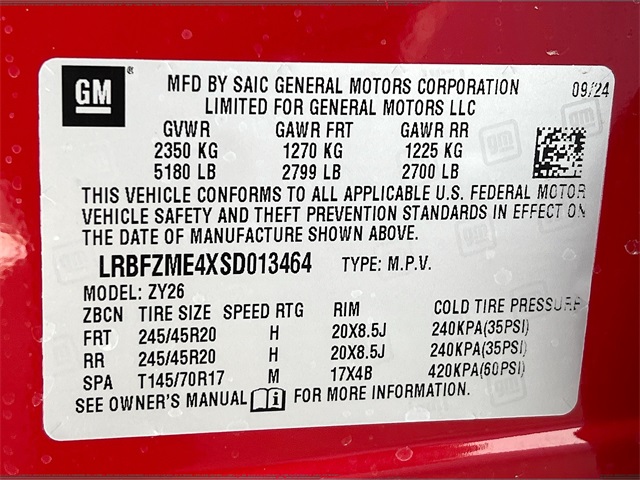 GM
MFD BY SAIC GENERAL MOTORS CORPORATION 09/24
LIMITED FOR GENERAL MOTORS LLC
GVWR GAWR FRT GAWR RR
2350 KG 1270 KG 1225 KG
5180 LB 2799 LB 2700 LB
THIS VEHICLE CONFORMS TO ALL APPLICABLE U.S. FEDERAL MOTOR
VEHICLE SAFETY AND THEFT PREVENTION STANDARDS IN EFFECT ON
THE DATE OF MANUFACTURE SHOWN ABOVE.
LRBFZME4XSD013464 TYPE: M.P.V.
MODEL: ZY26
ZBCN TIRE SIZE SPEED RTG RIM COLD TIRE PRESSURE
FRT 245/45R20 H 20X8.5J 240KPA(35PSI)
RR 245/45R20 H 20X8.5J 240KPA(35PSI)
SPA T145/70R17 M 17X4B 420KPA(60PSI)
SEE OWNER'S MANUAL FOR MORE INFORMATION.